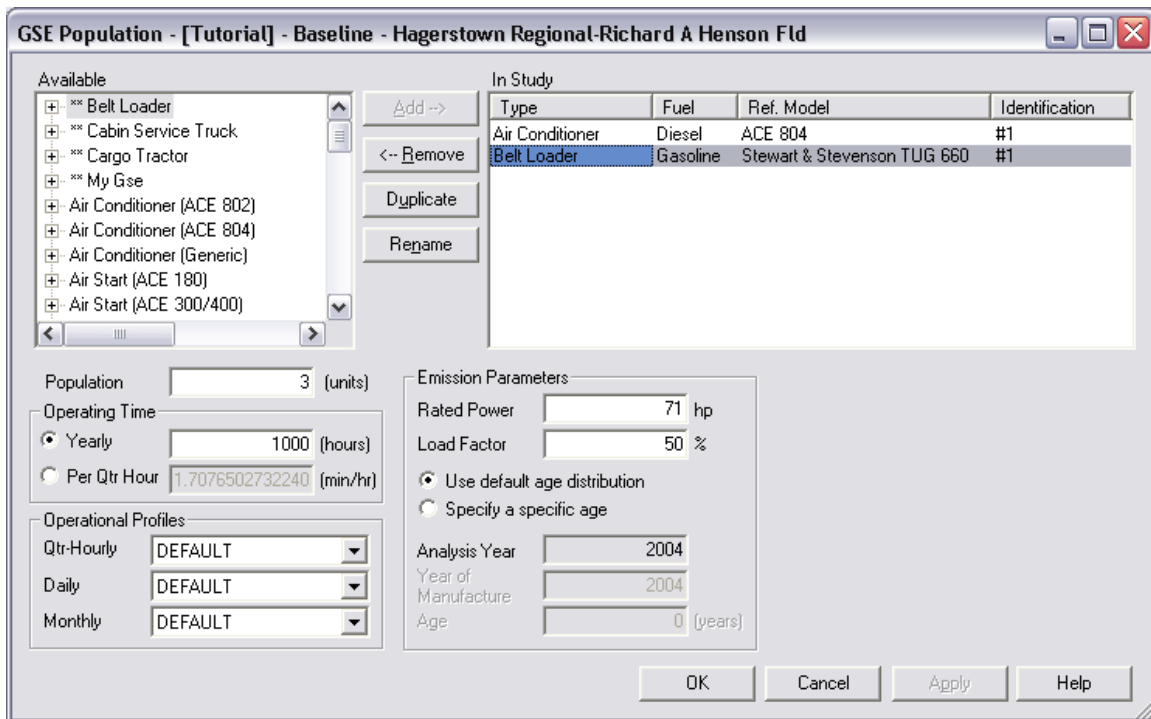 GSE Population - [Tutorial] - Baseline - Hagerstown Regional-Richard A Henson Fld
Available
** Belt Loader
** Cabin Service Truck
** Cargo Tractor
** My Gse
Air Conditioner (ACE 802)
Air Conditioner (ACE 804)
Air Conditioner (Generic)
Air Start (ACE 180)
Air Start (ACE 300/400)
Add -->
<-- Remove
Duplicate
Rename
In Study
Type Fuel Ref. Model Identification
Air Conditioner Diesel ACE 804 #1
Belt Loader Gasoline Stewart & Stevenson TUG 660 #1
Population 3 (units)
Operating Time
Yearly 1000 (hours)
Per Qtr Hour 1.7076502732240 (min/hr)
Operational Profiles
Qtr-Hourly DEFAULT
Daily DEFAULT
Monthly DEFAULT
Emission Parameters
Rated Power 71 hp
Load Factor 50 %
Use default age distribution
Specify a specific age
Analysis Year 2004
Year of
Manufacture 2004
Age 0 (years)
OK Cancel Apply Help